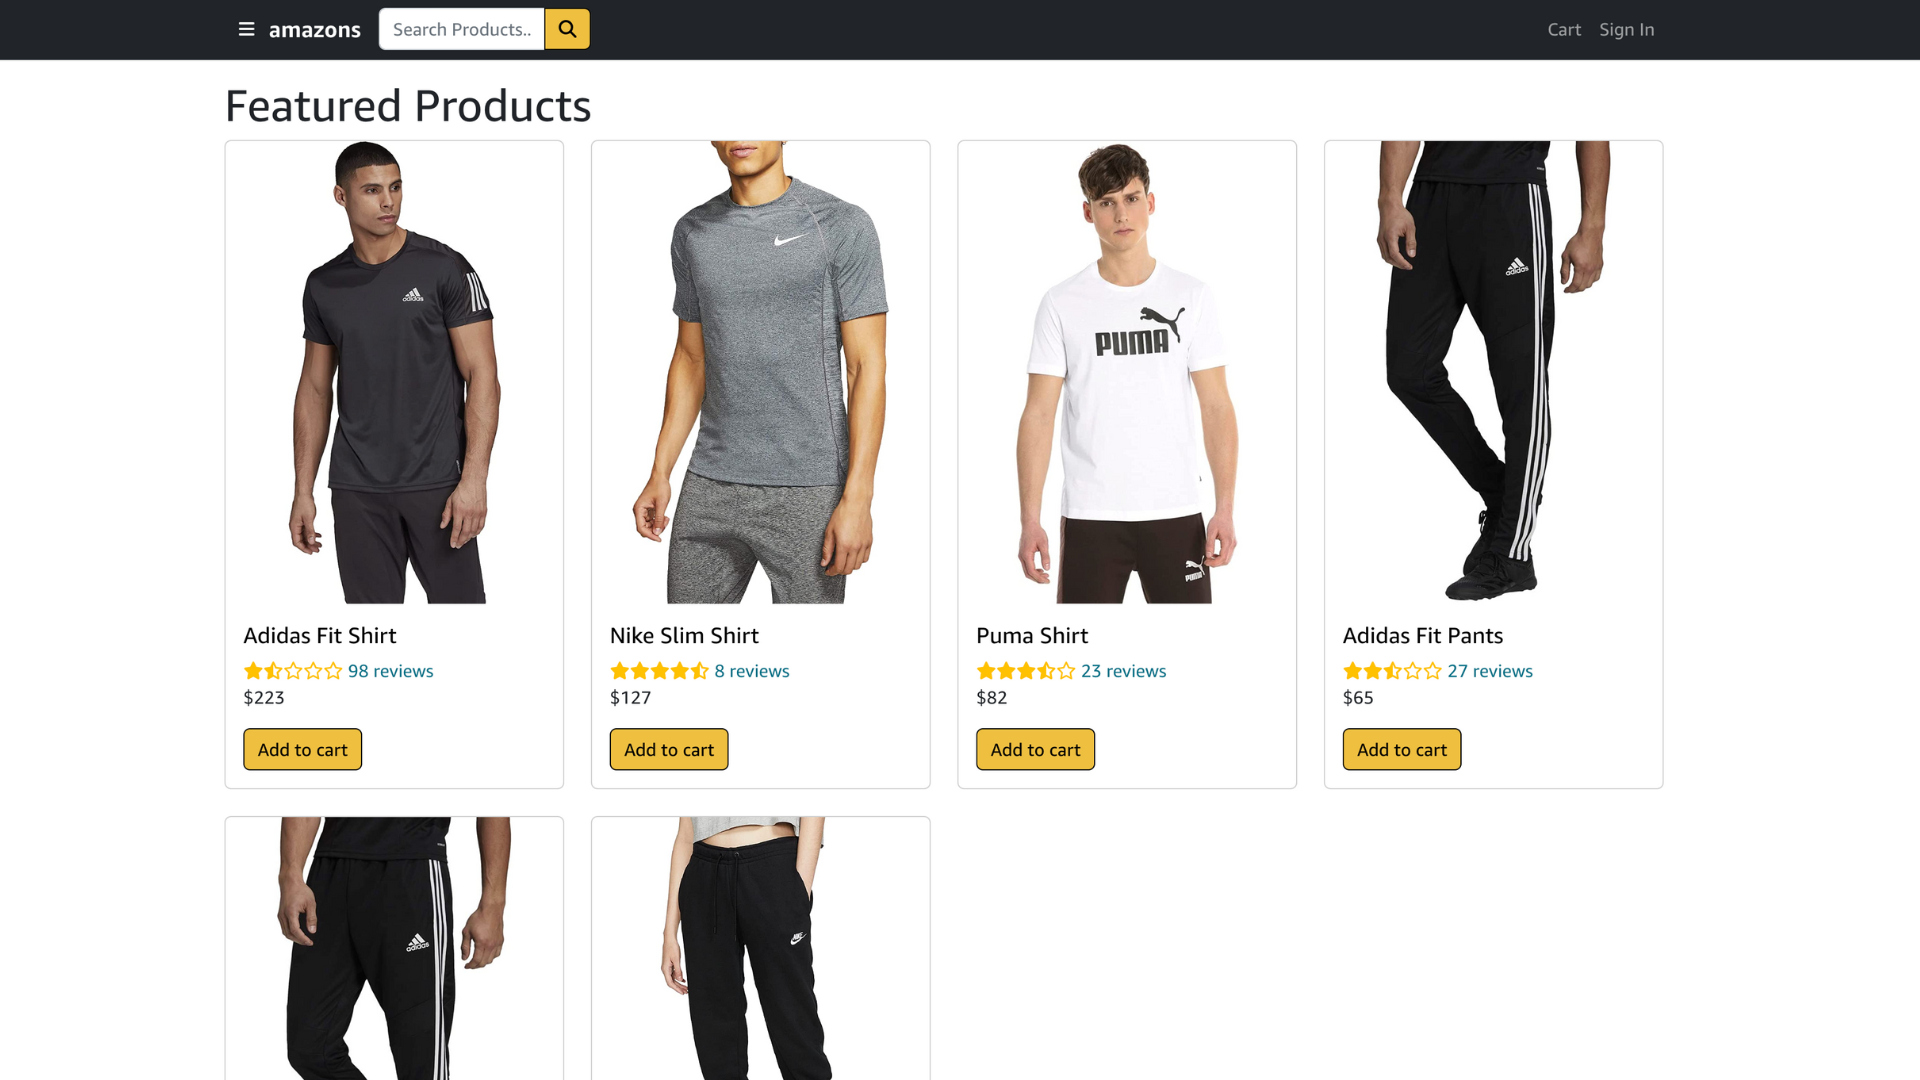 amazons
Search Products..
Cart
Sign In
Featured Products
adidas
PUMA
PUMA
adidas
Adidas Fit Shirt
98 reviews
$223
Add to cart
Nike Slim Shirt
8 reviews
$127
Add to cart
Puma Shirt
23 reviews
$82
Add to cart
Adidas Fit Pants
27 reviews
$65
Add to cart
adidas
NIKE